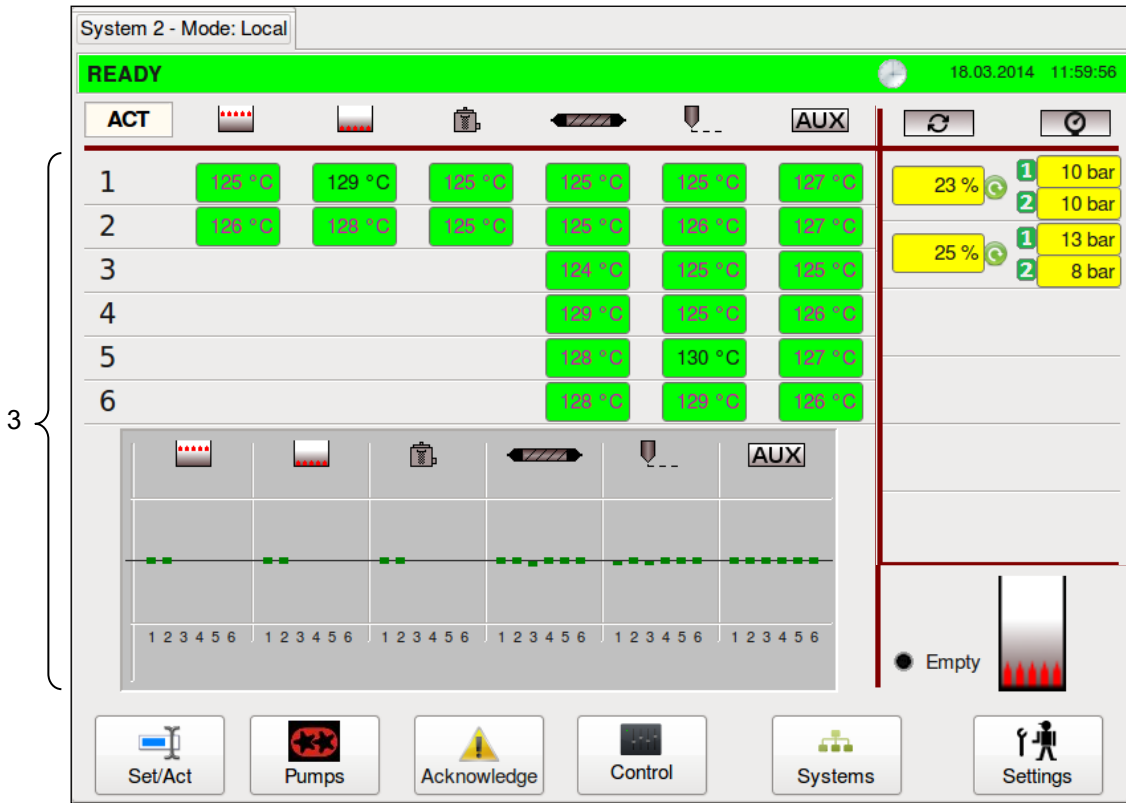 System 2 - Mode: Local
READY 18.03.2014 11:59:56
ACT AUX
1 125 °C 129 °C 125 °C 125 °C 125 °C 127 °C 23 % 1 10 bar
2 10 bar
2 126 °C 128 °C 125 °C 125 °C 126 °C 127 °C 25 % 1 13 bar
2 8 bar
3 124 °C 125 °C 125 °C
4 129 °C 125 °C 126 °C
5 128 °C 130 °C 127 °C
6 128 °C 129 °C 126 °C
3
AUX
1 2 3 4 5 6 1 2 3 4 5 6 1 2 3 4 5 6 1 2 3 4 5 6 1 2 3 4 5 6 1 2 3 4 5 6
Empty
Set/Act Pumps Acknowledge Control Systems Settings